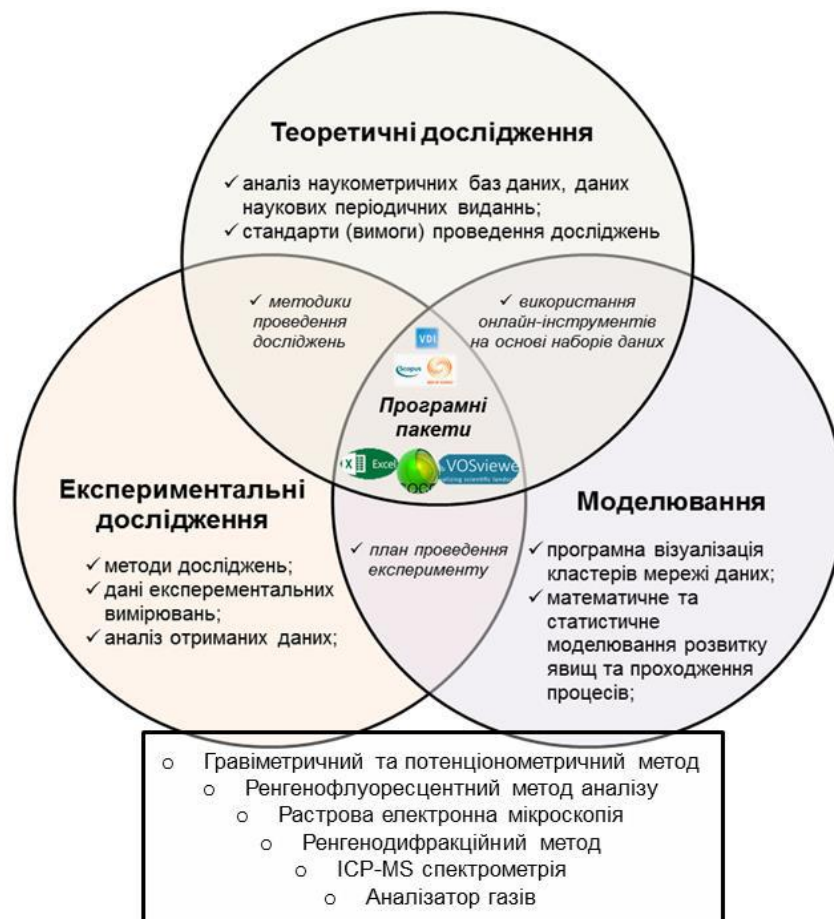 Теоретичні дослідження
✓ аналіз наукометричних баз даних, даних
наукових періодичних виданнь;
✓ стандарти (вимоги) проведення досліджень
✓ методики
проведення
досліджень
✓ використання
онлайн-інструментів
на основі наборів даних
VDI
Scopus
Програмні
пакети
Excel
VOSviewe
Експериментальні
дослідження
✓ методи досліджень;
✓ дані експерементальних
вимірювань;
✓ аналіз отриманих даних;
✓ план проведення
експерименту
Моделювання
✓ програмна візуалізація
кластерів мережі даних;
✓ математичне та
статистичне
моделювання розвитку
явищ та проходження
процесів;
o Гравіметричний та потенціонометричний метод
o Ренгенофлуоресцентний метод аналізу
o Растрова електронна мікроскопія
o Ренгенодифракційний метод
o ICP-MS спектрометрія
o Аналізатор газів